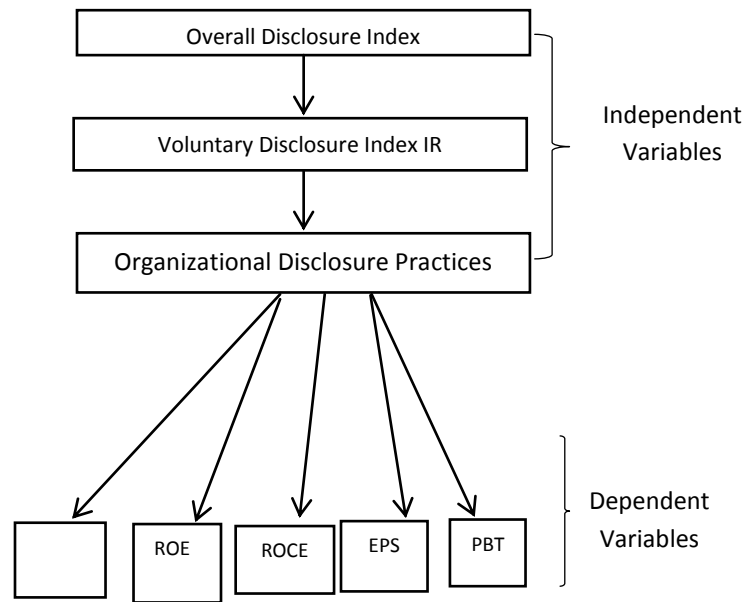 Overall Disclosure Index
Voluntary Disclosure Index IR
Organizational Disclosure Practices
Independent
Variables
ROE
ROCE
EPS
PBT
Dependent
Variables